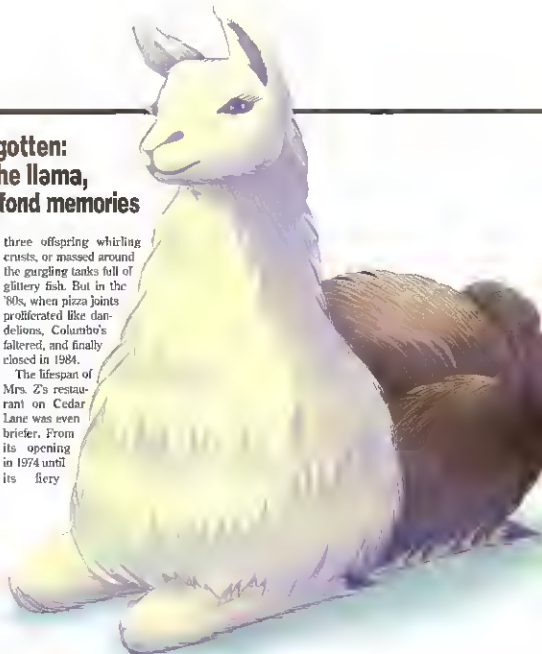 gotten:
he llama,
fond memories
three offspring whirling
crusts, or massed around
the gurgling tanks full of
glittery fish. But in the
'80s, when pizza joints
proliferated like dan-
delions, Columbo's
faltered, and finally
closed in 1984.
The lifespan of
Mrs. Z's restau-
rant on Cedar
Lane was even
briefer. From
its opening
in 1974 until
its fiery